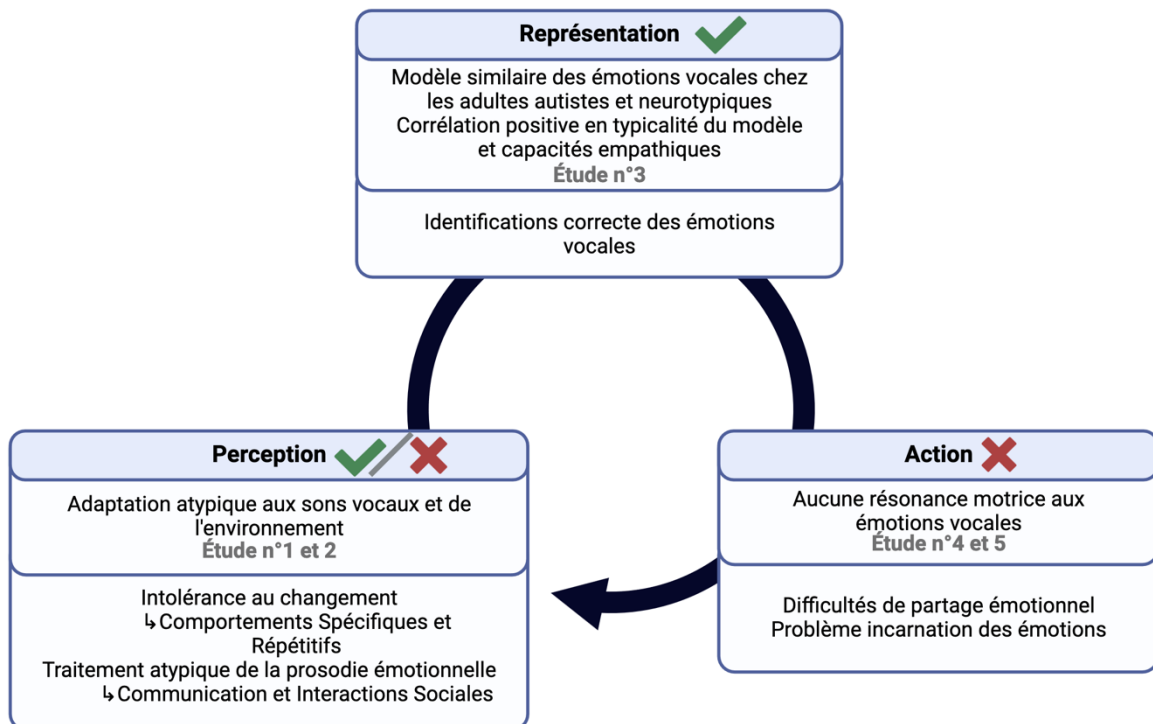 Représentation
Modèle similaire des émotions vocales chez
les adultes autistes et neurotypiques
Corrélation positive en typicalité du modèle
et capacités empathiques
Étude n°3
Identifications correcte des émotions
vocales
Perception
Adaptation atypique aux sons vocaux et de
l'environnement
Étude n°1 et 2
Intolérance au changement
↳Comportements Spécifiques et
Répétitifs
Traitement atypique de la prosodie émotionnelle
↳Communication et Interactions Sociales
Action
Aucune résonance motrice aux
émotions vocales
Étude n°4 et 5
Difficultés de partage émotionnel
Problème incarnation des émotions